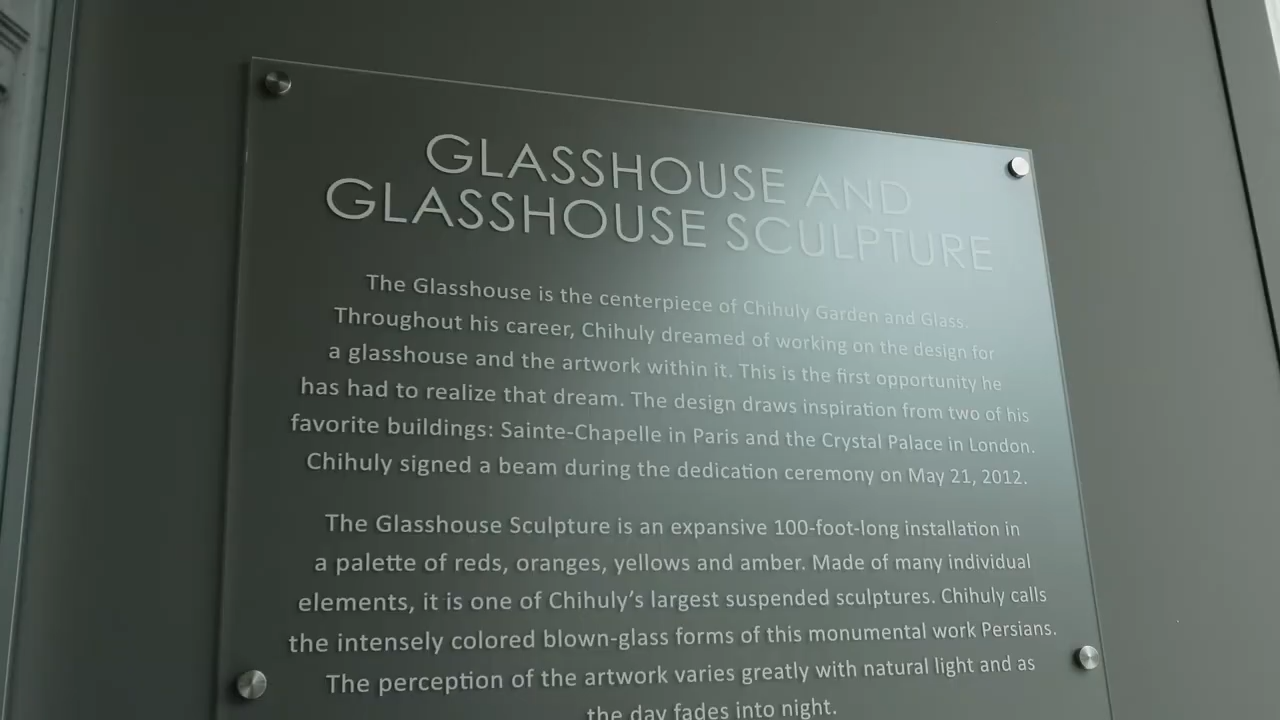 GLASSHOUSE AND
GLASSHOUSE SCULPTURE
The Glasshouse is the centerpiece of Chihuly Garden and Glass.
Throughout his career, Chihuly dreamed of working on the design for
a glasshouse and the artwork within it. This is the first opportunity he
has had to realize that dream. The design draws inspiration from two of his
favorite buildings: Sainte-Chapelle in Paris and the Crystal Palace in London.
Chihuly signed a beam during the dedication ceremony on May 21, 2012.
The Glasshouse Sculpture is an expansive 100-foot-long installation in
a palette of reds, oranges, yellows and amber. Made of many individual
elements, it is one of Chihuly’s largest suspended sculptures. Chihuly calls
the intensely colored blown-glass forms of this monumental work Persians.
The perception of the artwork varies greatly with natural light and as
the day fades into night.